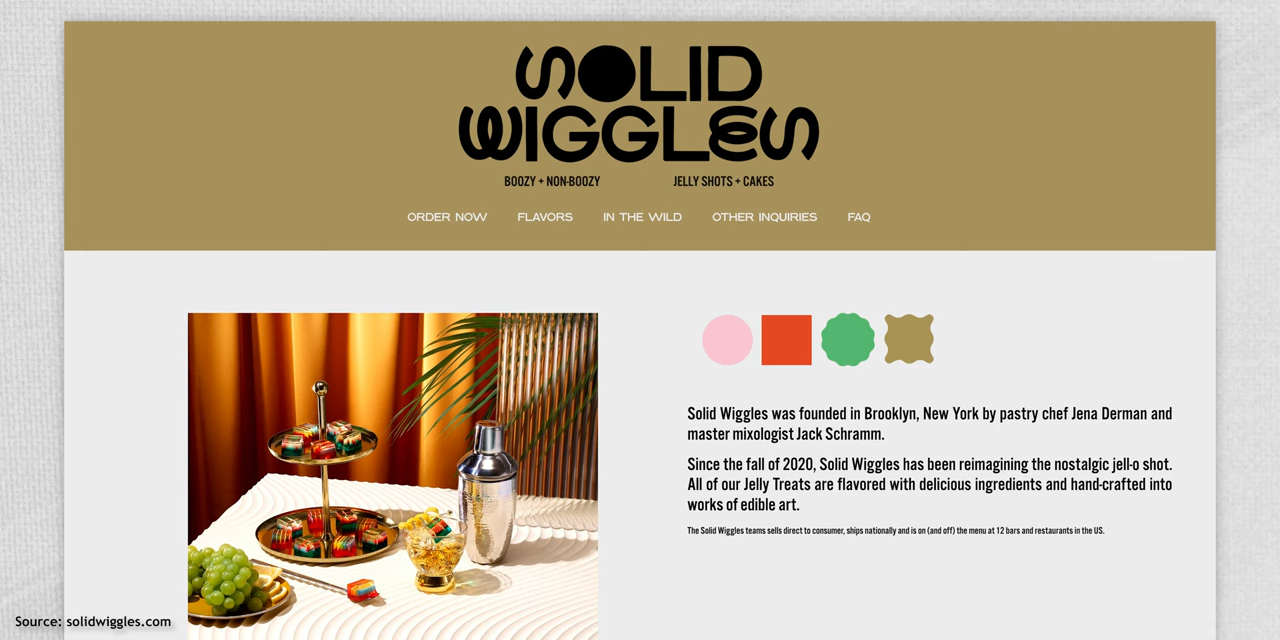 SOLID
WIGGLES
BOOZY + NON-BOOZY JELLY SHOTS + CAKES
ORDER NOW FLAVORS IN THE WILD OTHER INQUIRIES FAQ
Solid Wiggles was founded in Brooklyn, New York by pastry chef Jena Derman and
master mixologist Jack Schramm.
Since the fall of 2020, Solid Wiggles has been reimagining the nostalgic jell-o shot.
All of our Jelly Treats are flavored with delicious ingredients and hand-crafted into
works of edible art.
The Solid Wiggles teams sells direct to consumer, ships nationally and is on (and off) the menu at 12 bars and restaurants in the US.
Source: solidwiggles.com